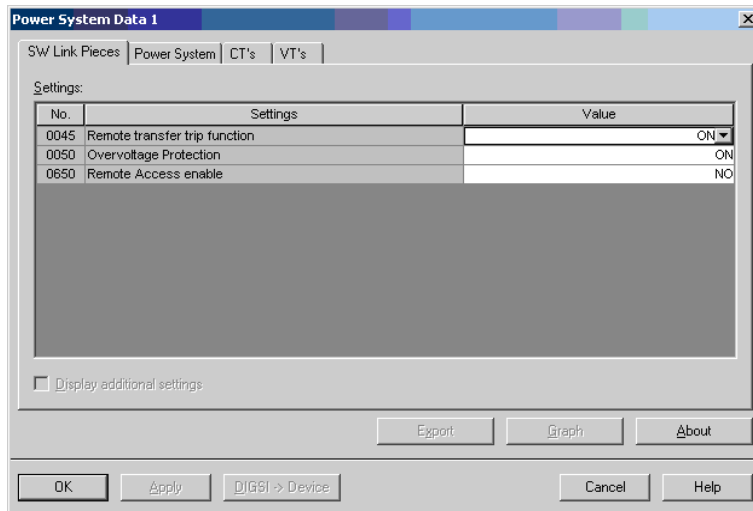 Power System Data 1
SW Link Pieces Power System CT's VT's
Settings:
No. Settings Value
0045 Remote transfer trip function ON
0050 Overvoltage Protection ON
0650 Remote Access enable NO
Display additional settings
Export Graph About
OK Apply DIGSI -> Device Cancel Help